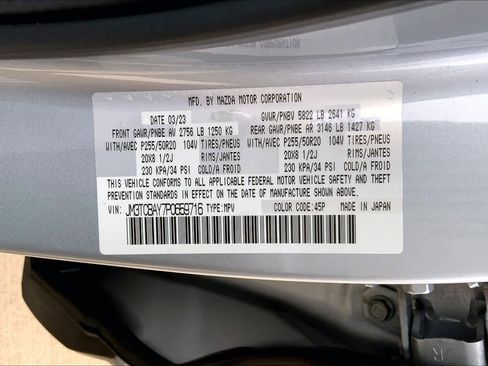 MFD. BY MAZDA MOTOR CORPORATION
DATE 03/23 GVWR/PNBV 5822 LB 2641 KG
FRONT GAWR/PNBE AV 2756 LB 1250 KG REAR GAWR/PNBE AR 3146 LB 1427 KG
WITH/AVEC P255/50R20 104V TIRES/PNEUS WITH/AVEC P255/50R20 104V TIRES/PNEUS
20X8 1/2J RIMS/JANTES 20X8 1/2J RIMS/JANTES
230 KPA/34 PSI COLD/A FROID 230 KPA/34 PSI COLD/A FROID
THIS VEHICLE CONFORMS TO ALL APPLICABLE FEDERAL MOTOR VEHICLE SAFETY AND THEFT
PREVENTION STANDARDS IN EFFECT ON THE DATE OF MANUFACTURE SHOWN ABOVE.
VIN: JM3TCBAY7P0659716 TYPE:MPV COLOR CODE:45P MADE IN JAPAN